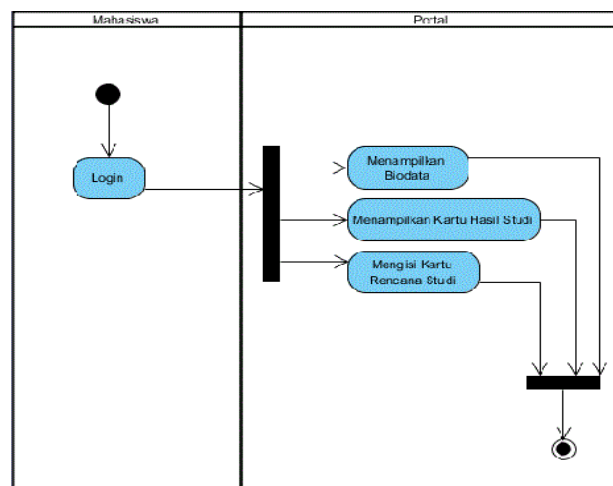 Mahasiswa
Portal
Login
Menampilkan
Biodata
Menampilkan Kartu Hasil Studi
Mengisi Kartu
Rencana Studi